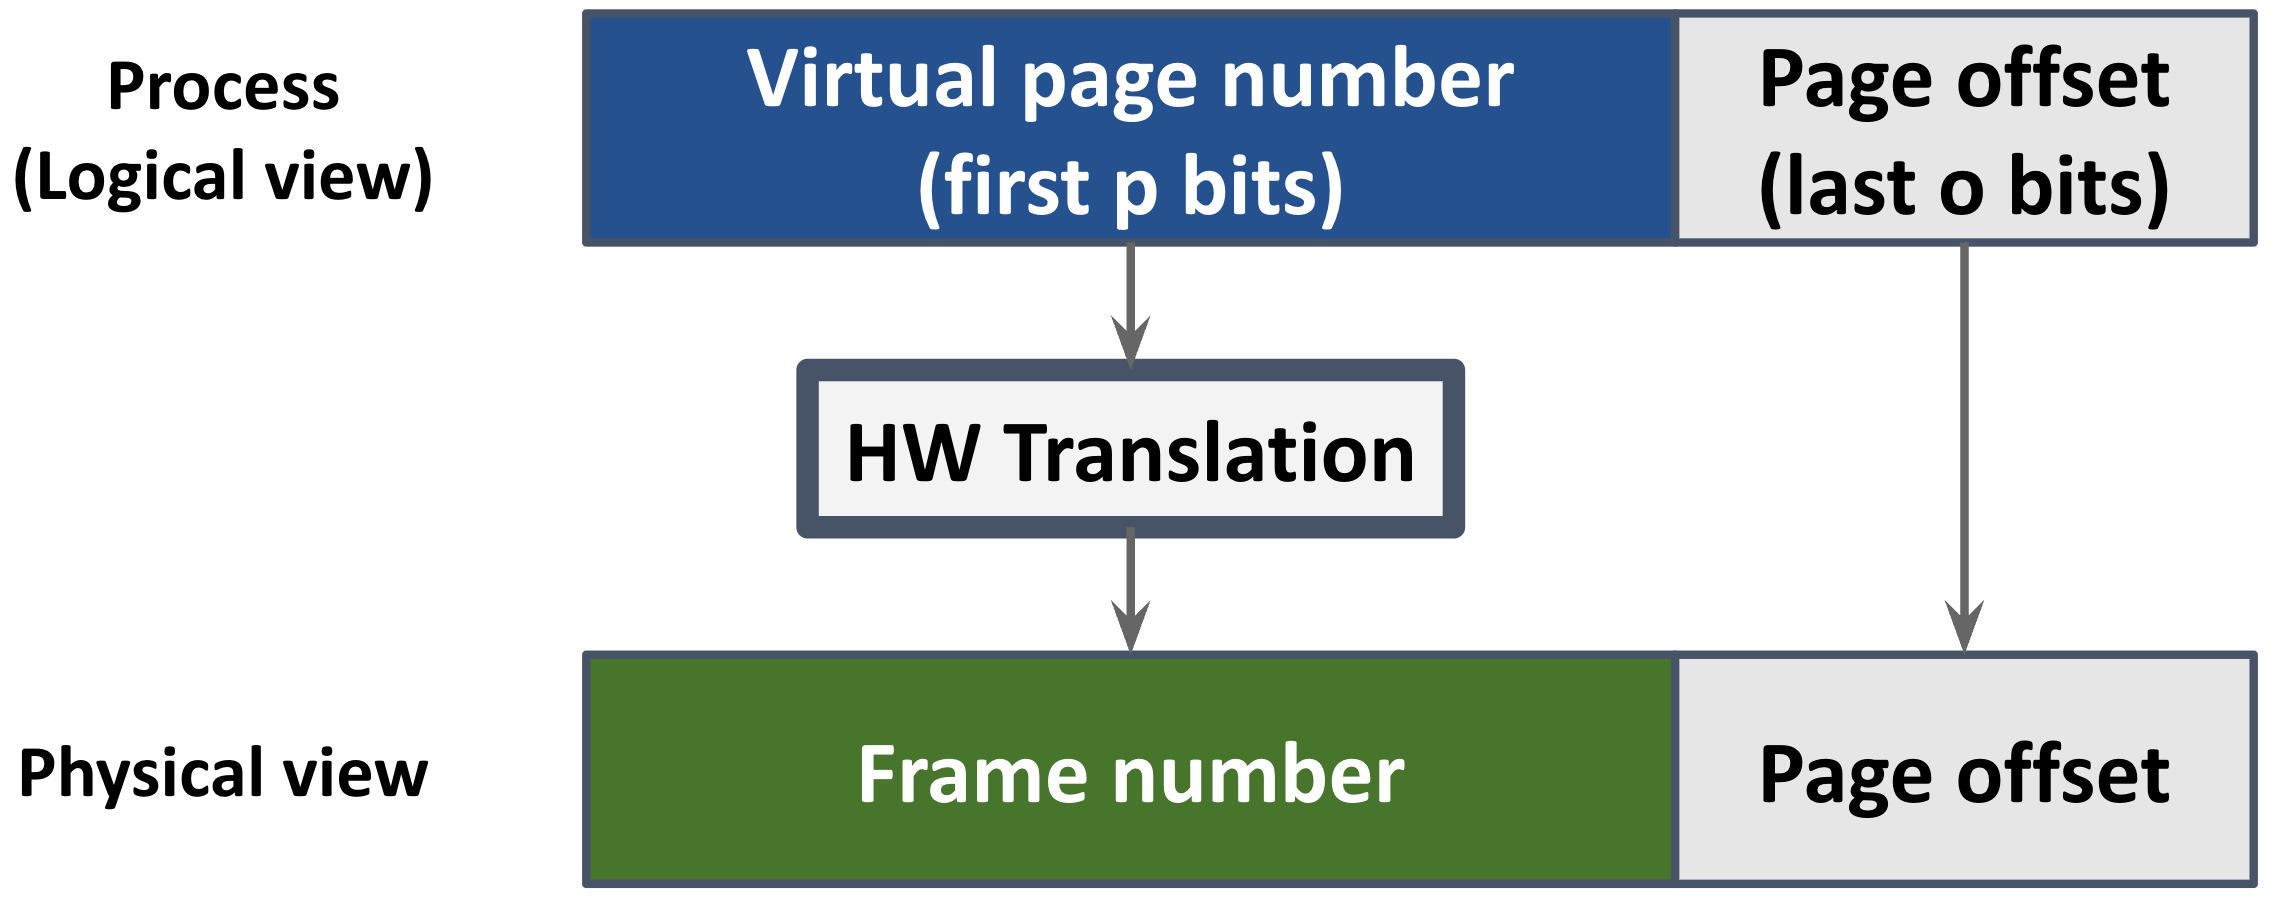 Process
(Logical view)
Virtual page number
(first p bits)
Page offset
(last o bits)
HW Translation
Physical view
Frame number
Page offset